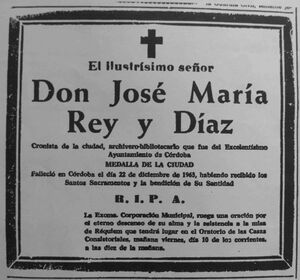 El ilustrísimo señor
Don José María
Rey y Díaz
Cronista de la ciudad, archivero-bibliotecario que fue del Excelentísimo
Ayuntamiento de Córdoba
MEDALLA DE LA CIUDAD
Falleció en Córdoba el día 22 de diciembre de 1963, habiendo recibido los
Santos Sacramentos y la bendición de Su Santidad
R. I. P. A.
La Excma. Corporación Municipal, ruega una oración por
el eterno descanso de su alma y la asistencia a la misa
de Réquiem que tendrá lugar en el Oratorio de las Casas
Consistoriales, mañana viernes, día 10 de los corrientes,
a las diez de la mañana.